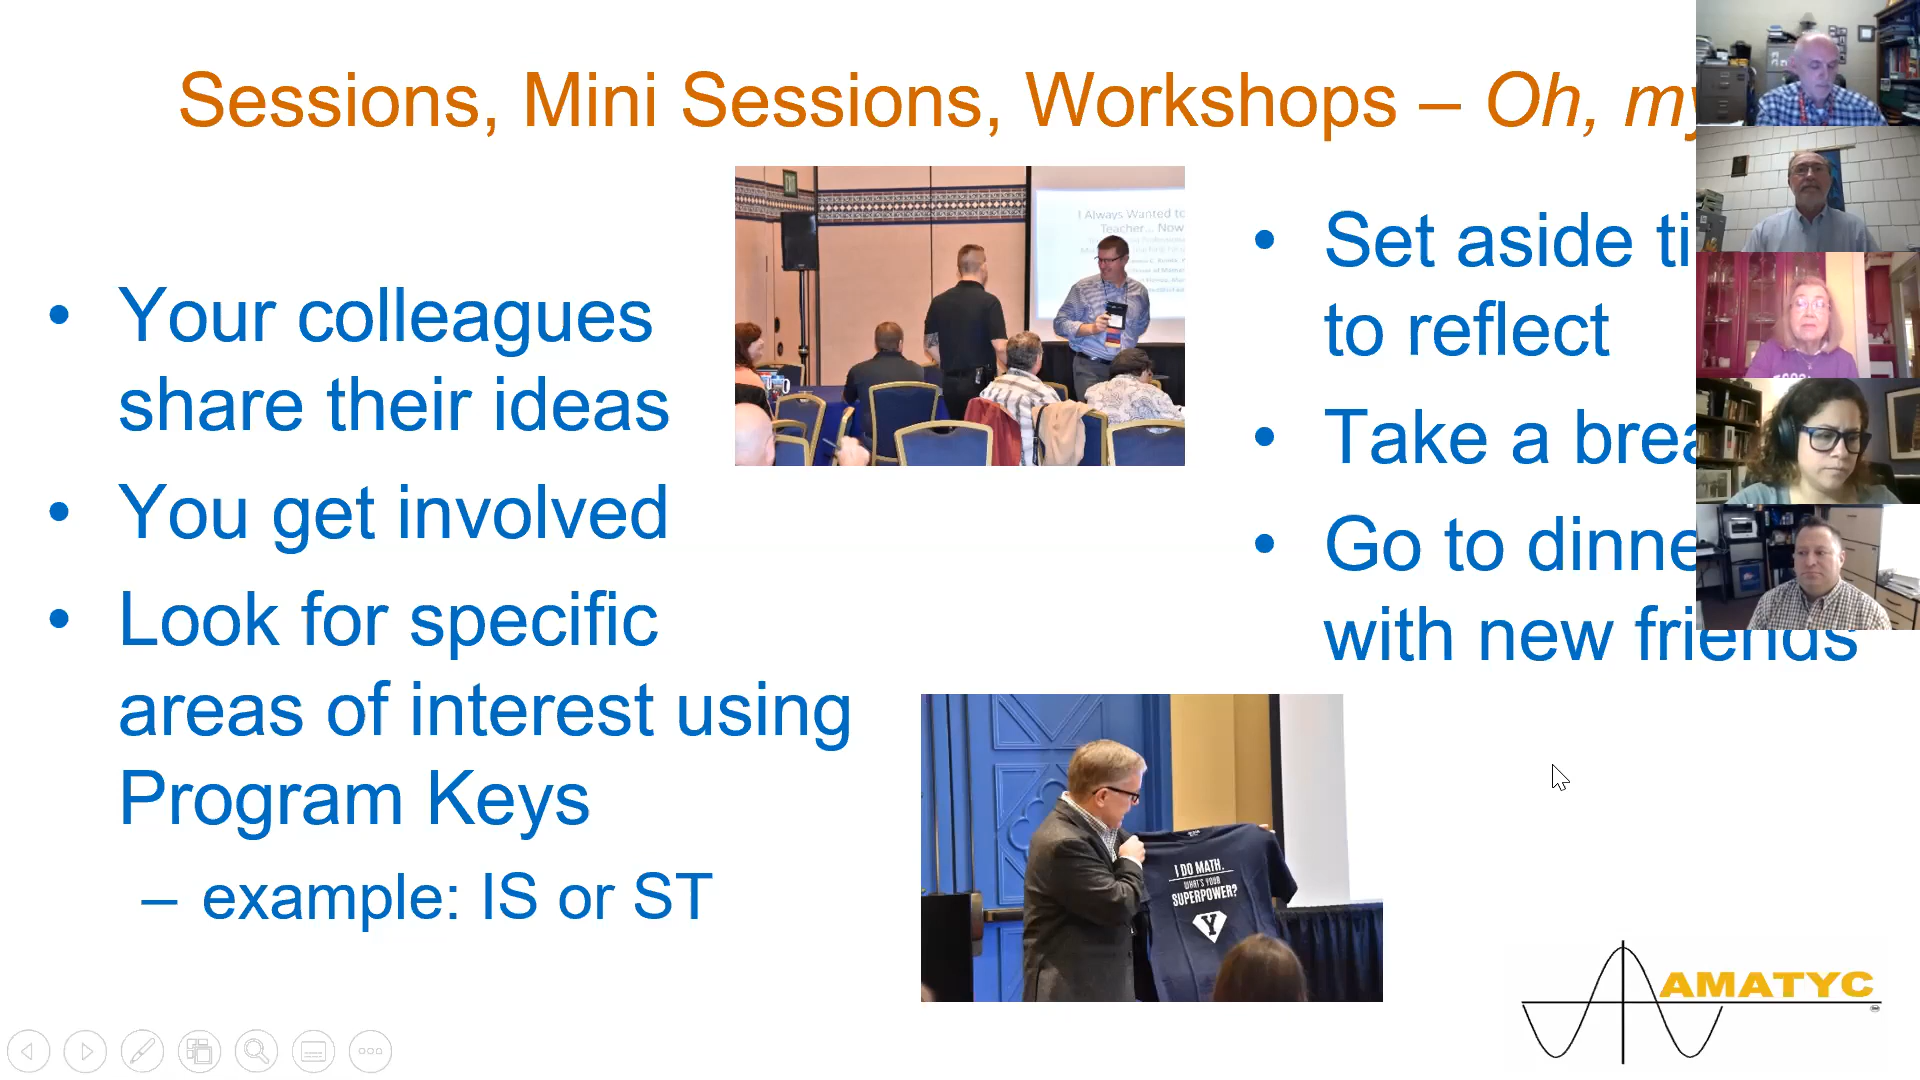 Sessions, Mini Sessions, Workshops – Oh, my
• Your colleagues
share their ideas
• You get involved
• Look for specific
areas of interest using
Program Keys
– example: IS or ST
I Always Wanted to
Teacher... Now
• Set aside ti
to reflect
• Take a brea
• Go to dinne
with new friends
I DO MATH.
WHAT'S YOUR
SUPERPOWER?
Y
AMATYC